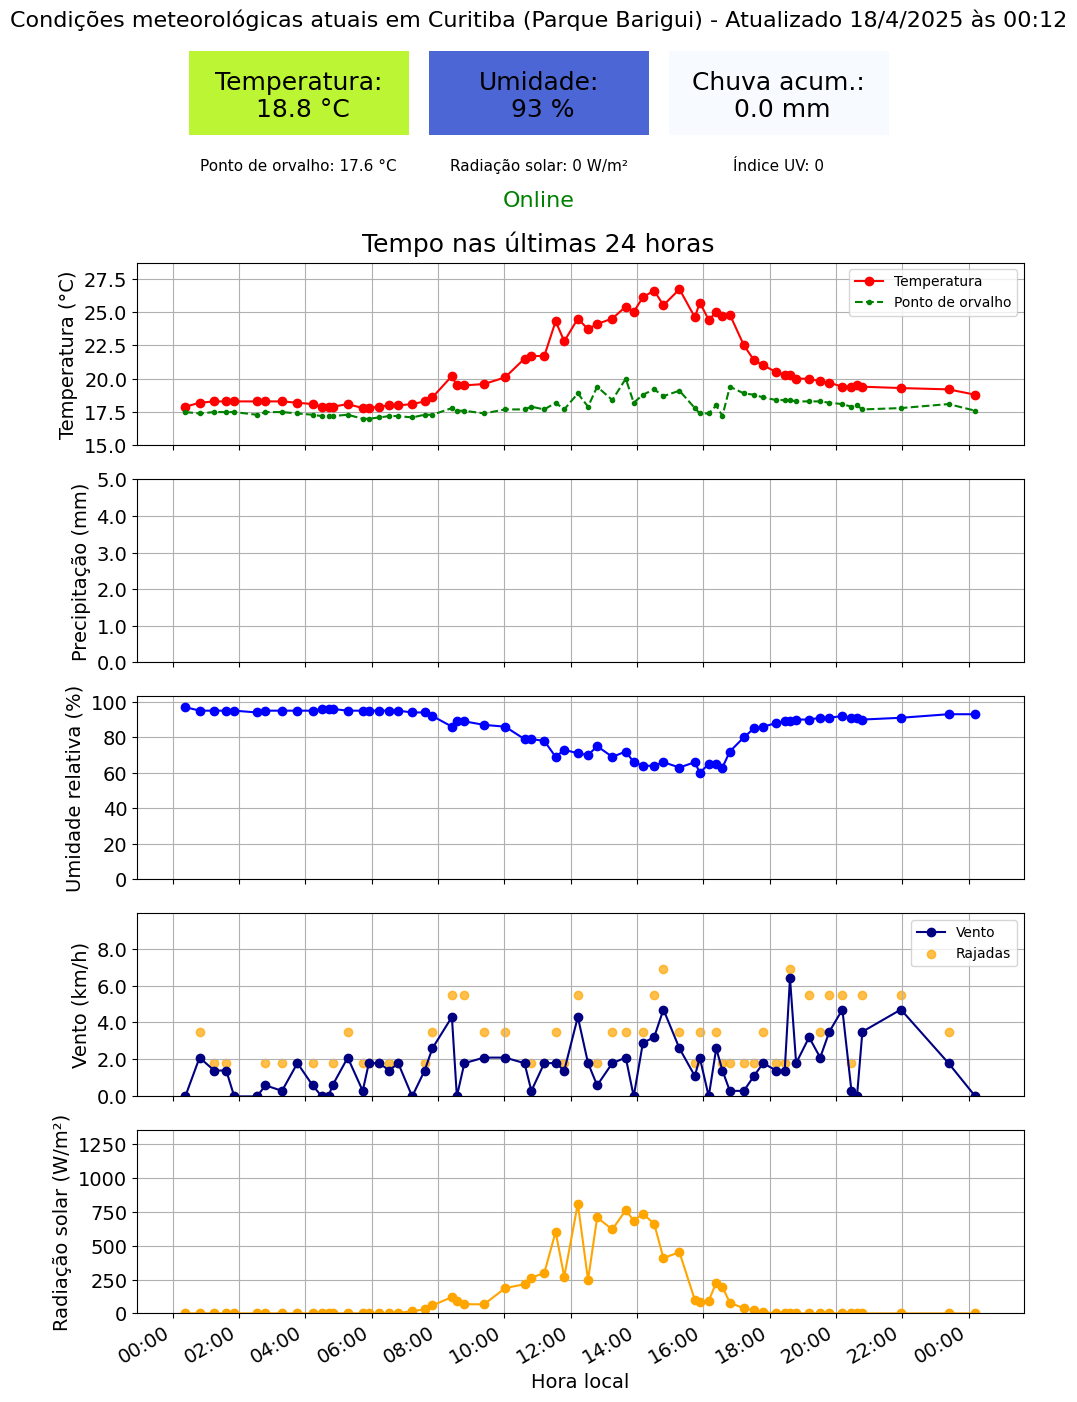 Condições meteorológicas atuais em Curitiba (Parque Barigui) - Atualizado 18/4/2025 às 00:12
Temperatura:
18.8 °C
Umidade:
93 %
Chuva acum.:
0.0 mm
Ponto de orvalho: 17.6 °C
Radiação solar: 0 W/m²
Índice UV: 0
Online
Tempo nas últimas 24 horas
Temperatura (°C)
27.5
25.0
22.5
20.0
17.5
15.0
Temperatura
Ponto de orvalho
Precipitação (mm)
5.0
4.0
3.0
2.0
1.0
0.0
Umidade relativa (%)
100
80
60
40
20
0
Vento (km/h)
8.0
6.0
4.0
2.0
0.0
Vento
Rajadas
Radiação solar (W/m²)
1250
1000
750
500
250
0
00:00
02:00
04:00
06:00
08:00
10:00
12:00
14:00
16:00
18:00
20:00
22:00
00:00
Hora local